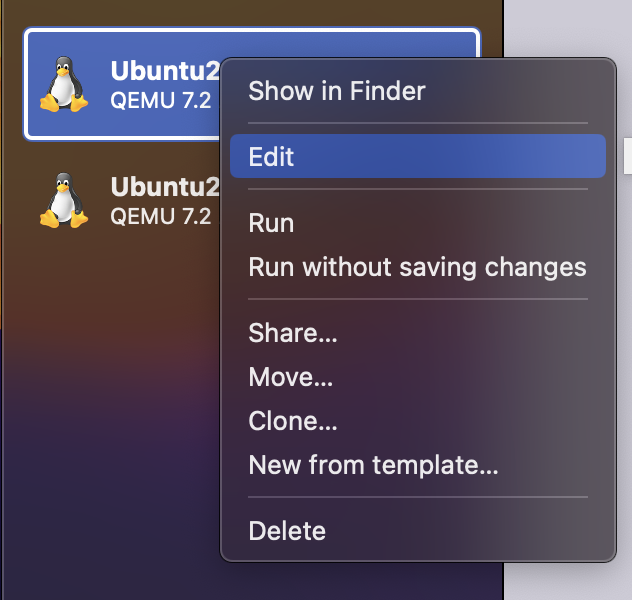 Ubuntu2
QEMU 7.2
Ubuntu2
QEMU 7.2
Show in Finder
Edit
Run
Run without saving changes
Share...
Move...
Clone...
New from template...
Delete